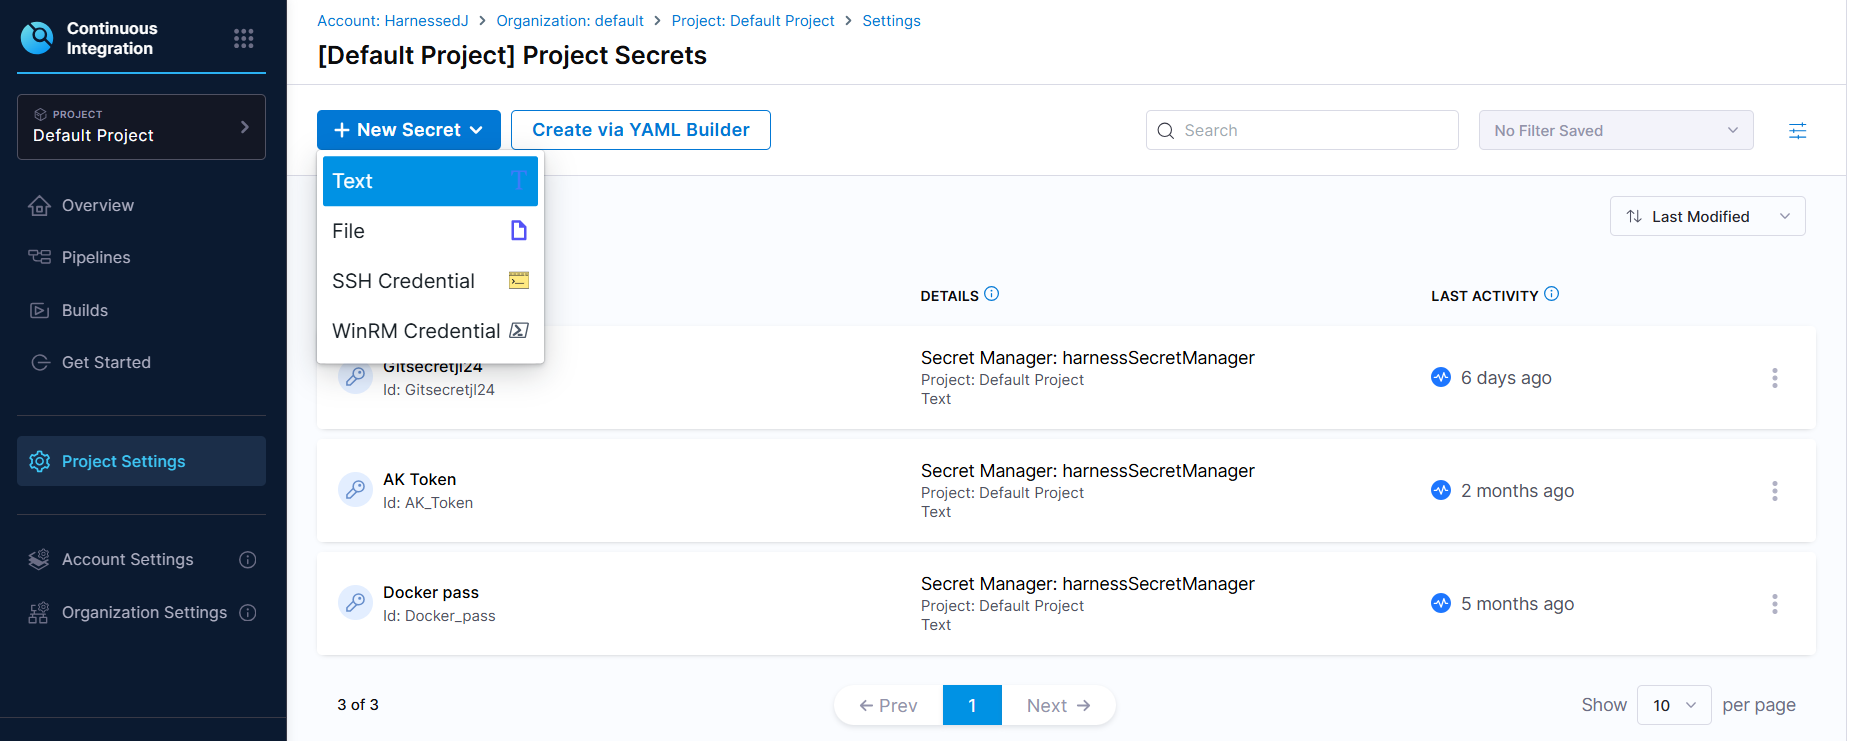 Continuous
Integration
PROJECT
Default Project
Overview
Pipelines
Builds
Get Started
Project Settings
Account Settings
Organization Settings
Account: HarnessedJ > Organization: default > Project: Default Project > Settings
[Default Project] Project Secrets
+ New Secret
Create via YAML Builder
Search
No Filter Saved
Text
File
SSH Credential
WinRM Credential
Last Modified
DETAILS
LAST ACTIVITY
Gitsecretjl24
Id: Gitsecretjl24
Secret Manager: harnessSecretManager
Project: Default Project
Text
6 days ago
AK Token
Id: AK_Token
Secret Manager: harnessSecretManager
Project: Default Project
Text
2 months ago
Docker pass
Id: Docker_pass
Secret Manager: harnessSecretManager
Project: Default Project
Text
5 months ago
3 of 3
← Prev
1
Next →
Show 10 per page